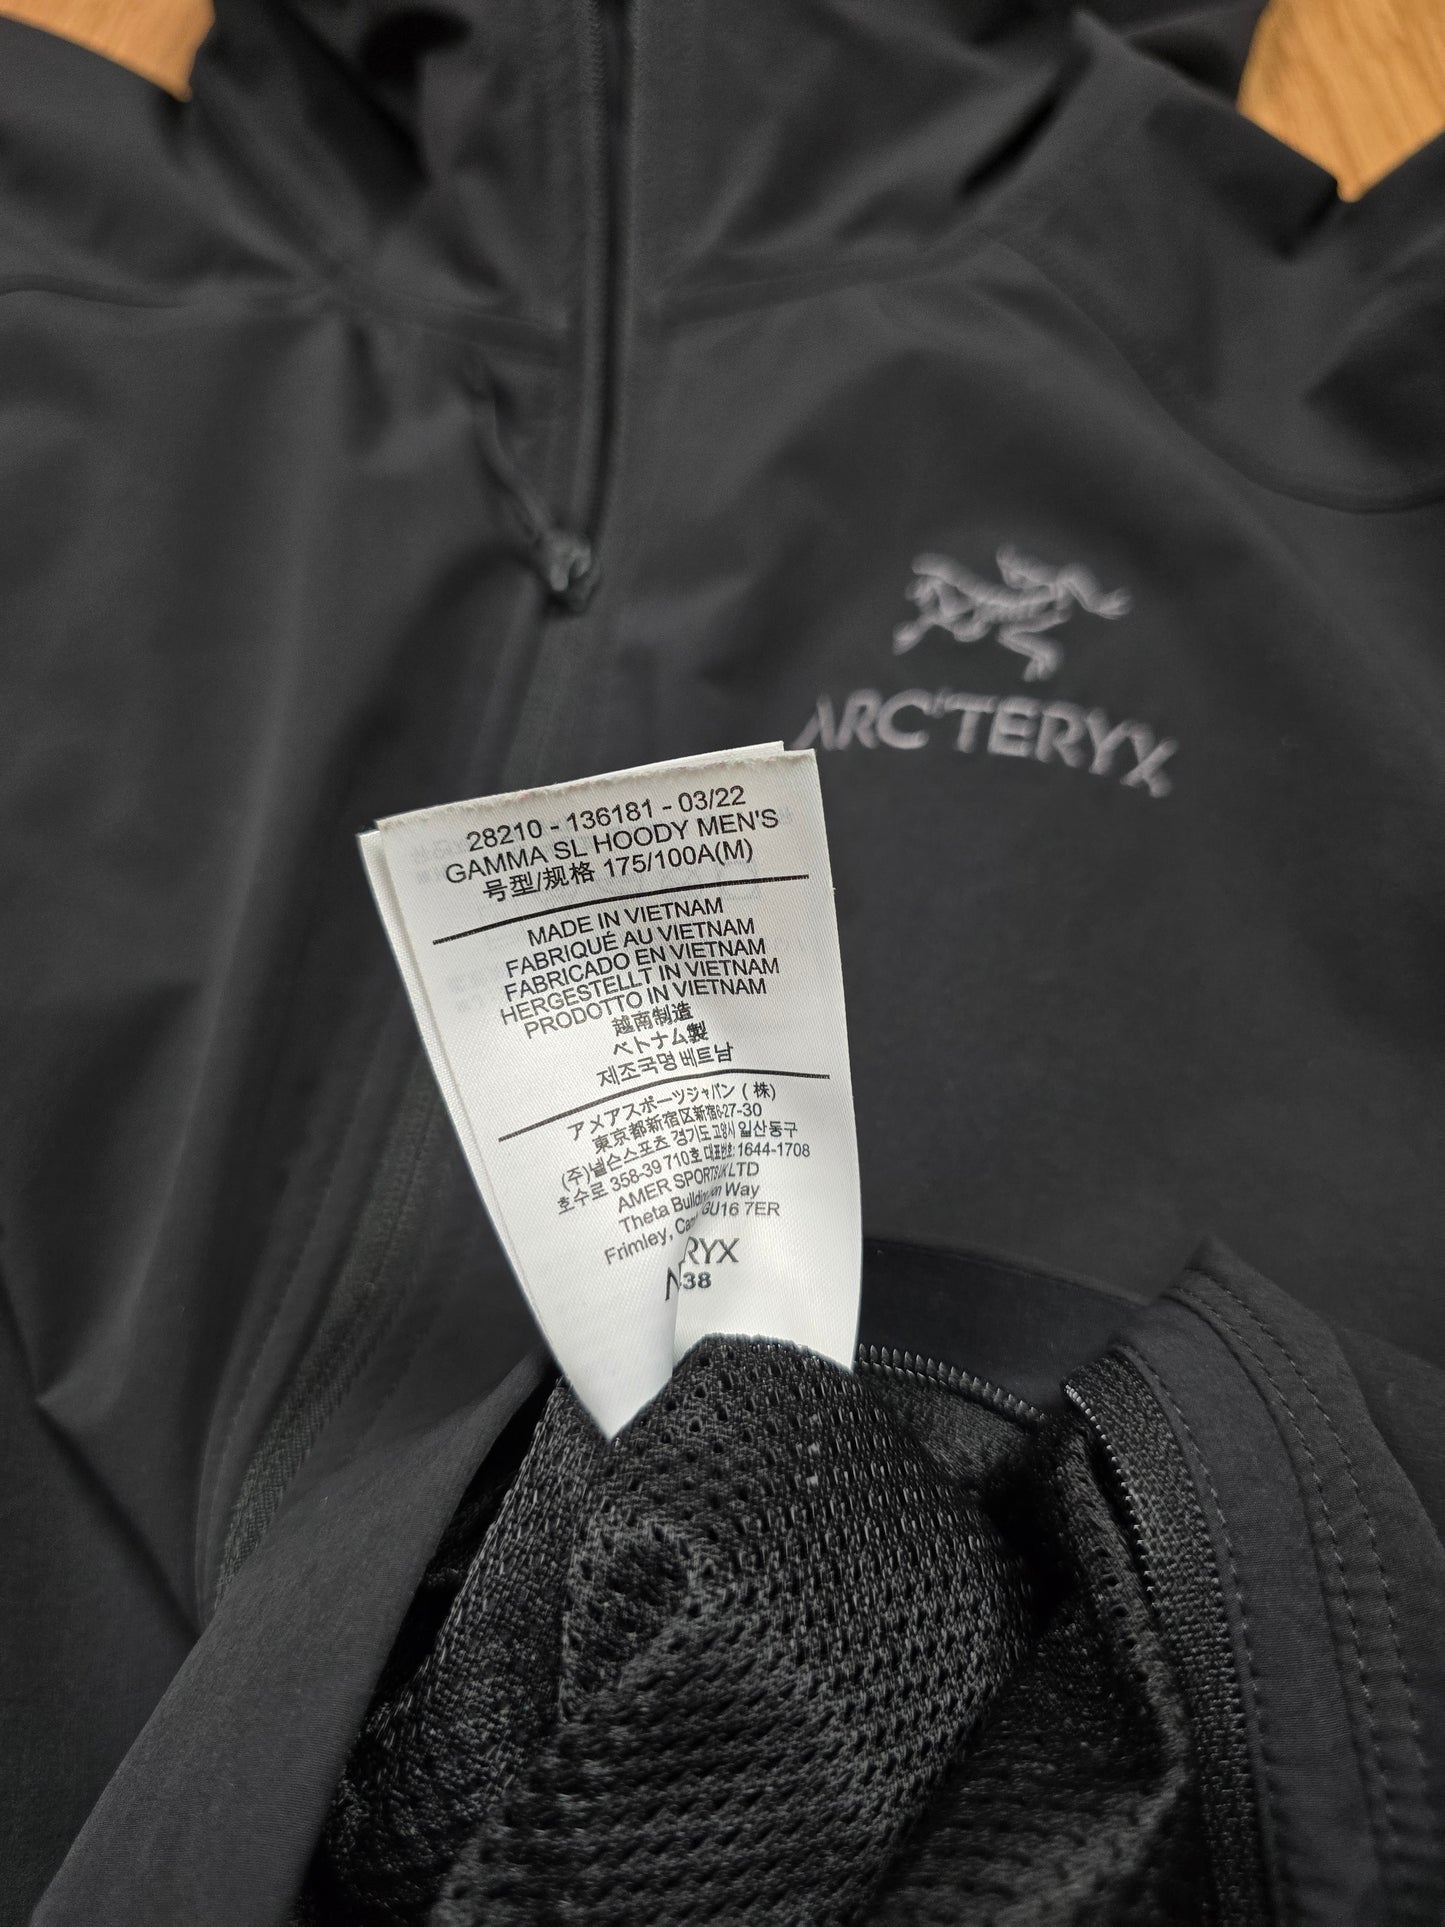 ARC'TERYX
28210 - 136181 - 03/22
GAMMA SL HOODY MEN'S
号型/规格 175/100A(M)
MADE IN VIETNAM
FABRIQUÉ AU VIETNAM
FABRICADO EN VIETNAM
HERGESTELLT IN VIETNAM
PRODOTTO IN VIETNAM
越南制造
ベトナム製
제조국명 베트남
アメアスポーツジャパン ( 株)
東京都新宿区新宿6-27-30
(주)넬슨스포츠 경기도 고양시 일산동구
호수로 358-39 710호 대표번호: 1644-1708
AMER SPORTS UK LTD
Theta Way
Frimley, GU16 7ER
RYX
38